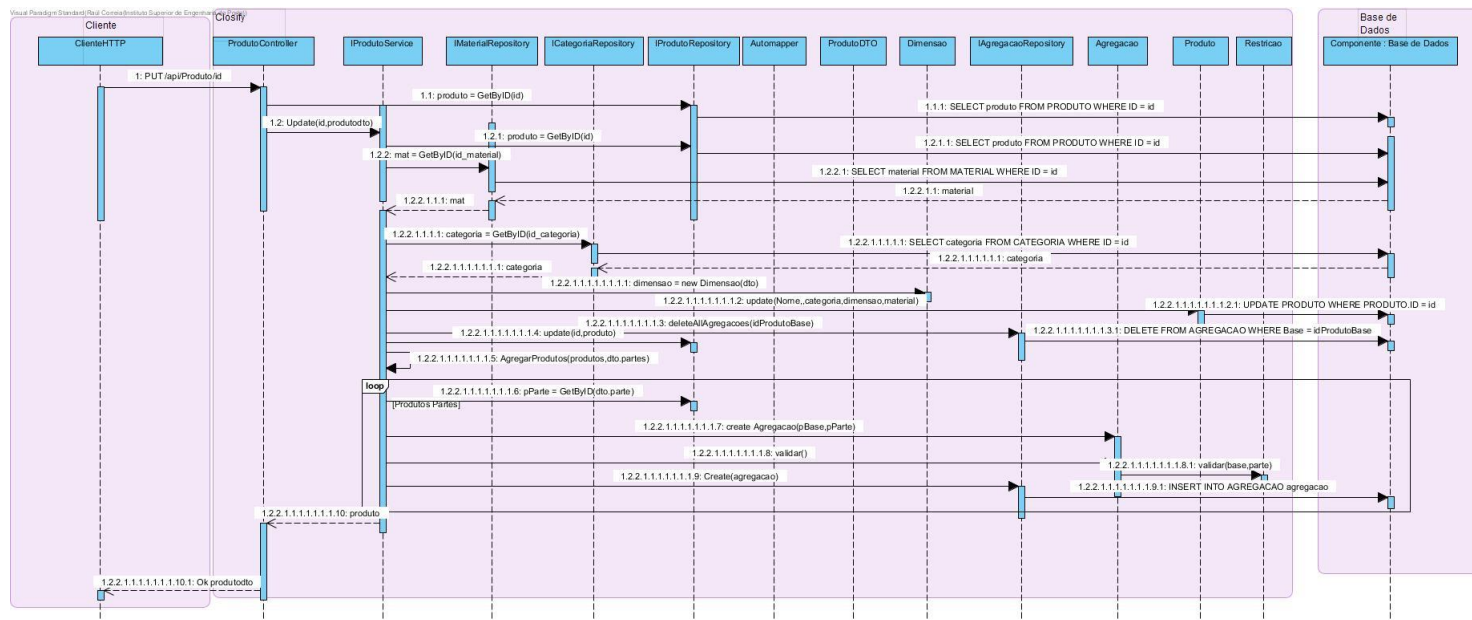 Visual Paradigm Standard(Raul Correia(Instituto Superior de Engenharia do Porto))
Cliente
Closify
Base de
Dados
ClienteHTTP
ProdutoController
IProdutoService
IMaterialRepository
ICategoriaRepository
IProdutoRepository
Automapper
ProdutoDTO
Dimensao
IAgregacaoRepository
Agregacao
Produto
Restricao
Componente : Base de Dados
1: PUT /api/Produto/id
1.1: produto = GetByID(id)
1.1.1: SELECT produto FROM PRODUTO WHERE ID = id
1.2: Update(id,produtodto)
1.2.1: produto = GetByID(id)
1.2.1.1: SELECT produto FROM PRODUTO WHERE ID = id
1.2.2: mat = GetByID(id_material)
1.2.2.1: SELECT material FROM MATERIAL WHERE ID = id
1.2.2.1.1: material
1.2.2.1.1.1: mat
1.2.2.1.1.1.1: categoria = GetByID(id_categoria)
1.2.2.1.1.1.1.1: SELECT categoria FROM CATEGORIA WHERE ID = id
1.2.2.1.1.1.1.1.1: categoria
1.2.2.1.1.1.1.1.1.1: categoria
1.2.2.1.1.1.1.1.1.1.1: dimensao = new Dimensao(dto)
1.2.2.1.1.1.1.1.1.1.2: update(Nome,,categoria,dimensao,material)
1.2.2.1.1.1.1.1.1.1.2.1: UPDATE PRODUTO WHERE PRODUTO.ID = id
1.2.2.1.1.1.1.1.1.1.3: deleteAllAgregacoes(idProdutoBase)
1.2.2.1.1.1.1.1.1.1.3.1: DELETE FROM AGREGACAO WHERE Base = idProdutoBase
1.2.2.1.1.1.1.1.1.1.4: update(id,produto)
1.2.2.1.1.1.1.1.1.1.5: AgregarProdutos(produtos,dto.partes)
loop
1.2.2.1.1.1.1.1.1.1.6: pParte = GetByID(dto.parte)
[Produtos Partes]
1.2.2.1.1.1.1.1.1.1.7: create Agregacao(pBase,pParte)
1.2.2.1.1.1.1.1.1.1.8: validar()
1.2.2.1.1.1.1.1.1.1.8.1: validar(base,parte)
1.2.2.1.1.1.1.1.1.1.9: Create(agregacao)
1.2.2.1.1.1.1.1.1.1.9.1: INSERT INTO AGREGACAO agregacao
1.2.2.1.1.1.1.1.1.1.10: produto
1.2.2.1.1.1.1.1.1.1.10.1: Ok produtodto